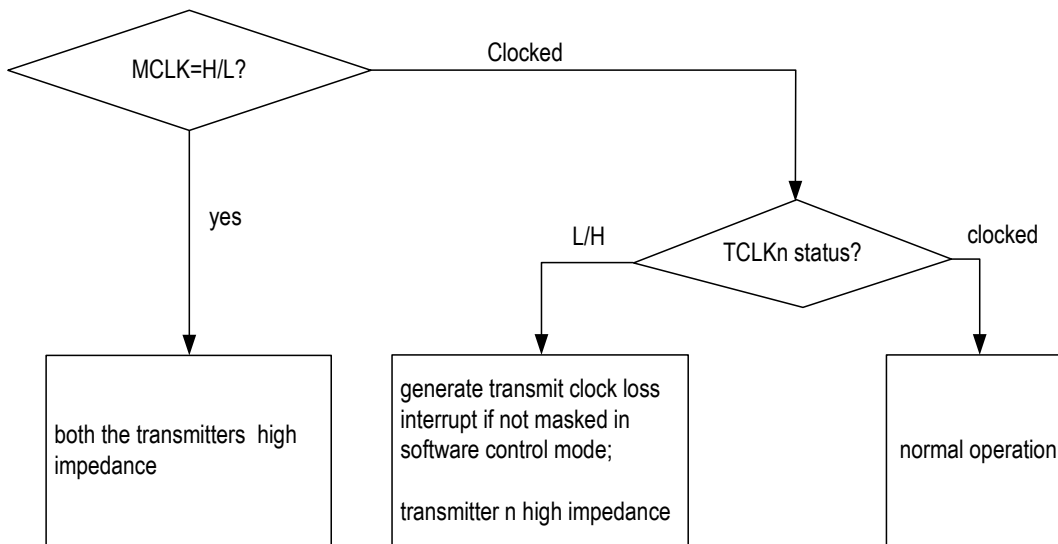 MCLK=H/L?
Clocked
yes
L/H
TCLKn status?
clocked
both the transmitters high
impedance
generate transmit clock loss
interrupt if not masked in
software control mode;
transmitter n high impedance
normal operation